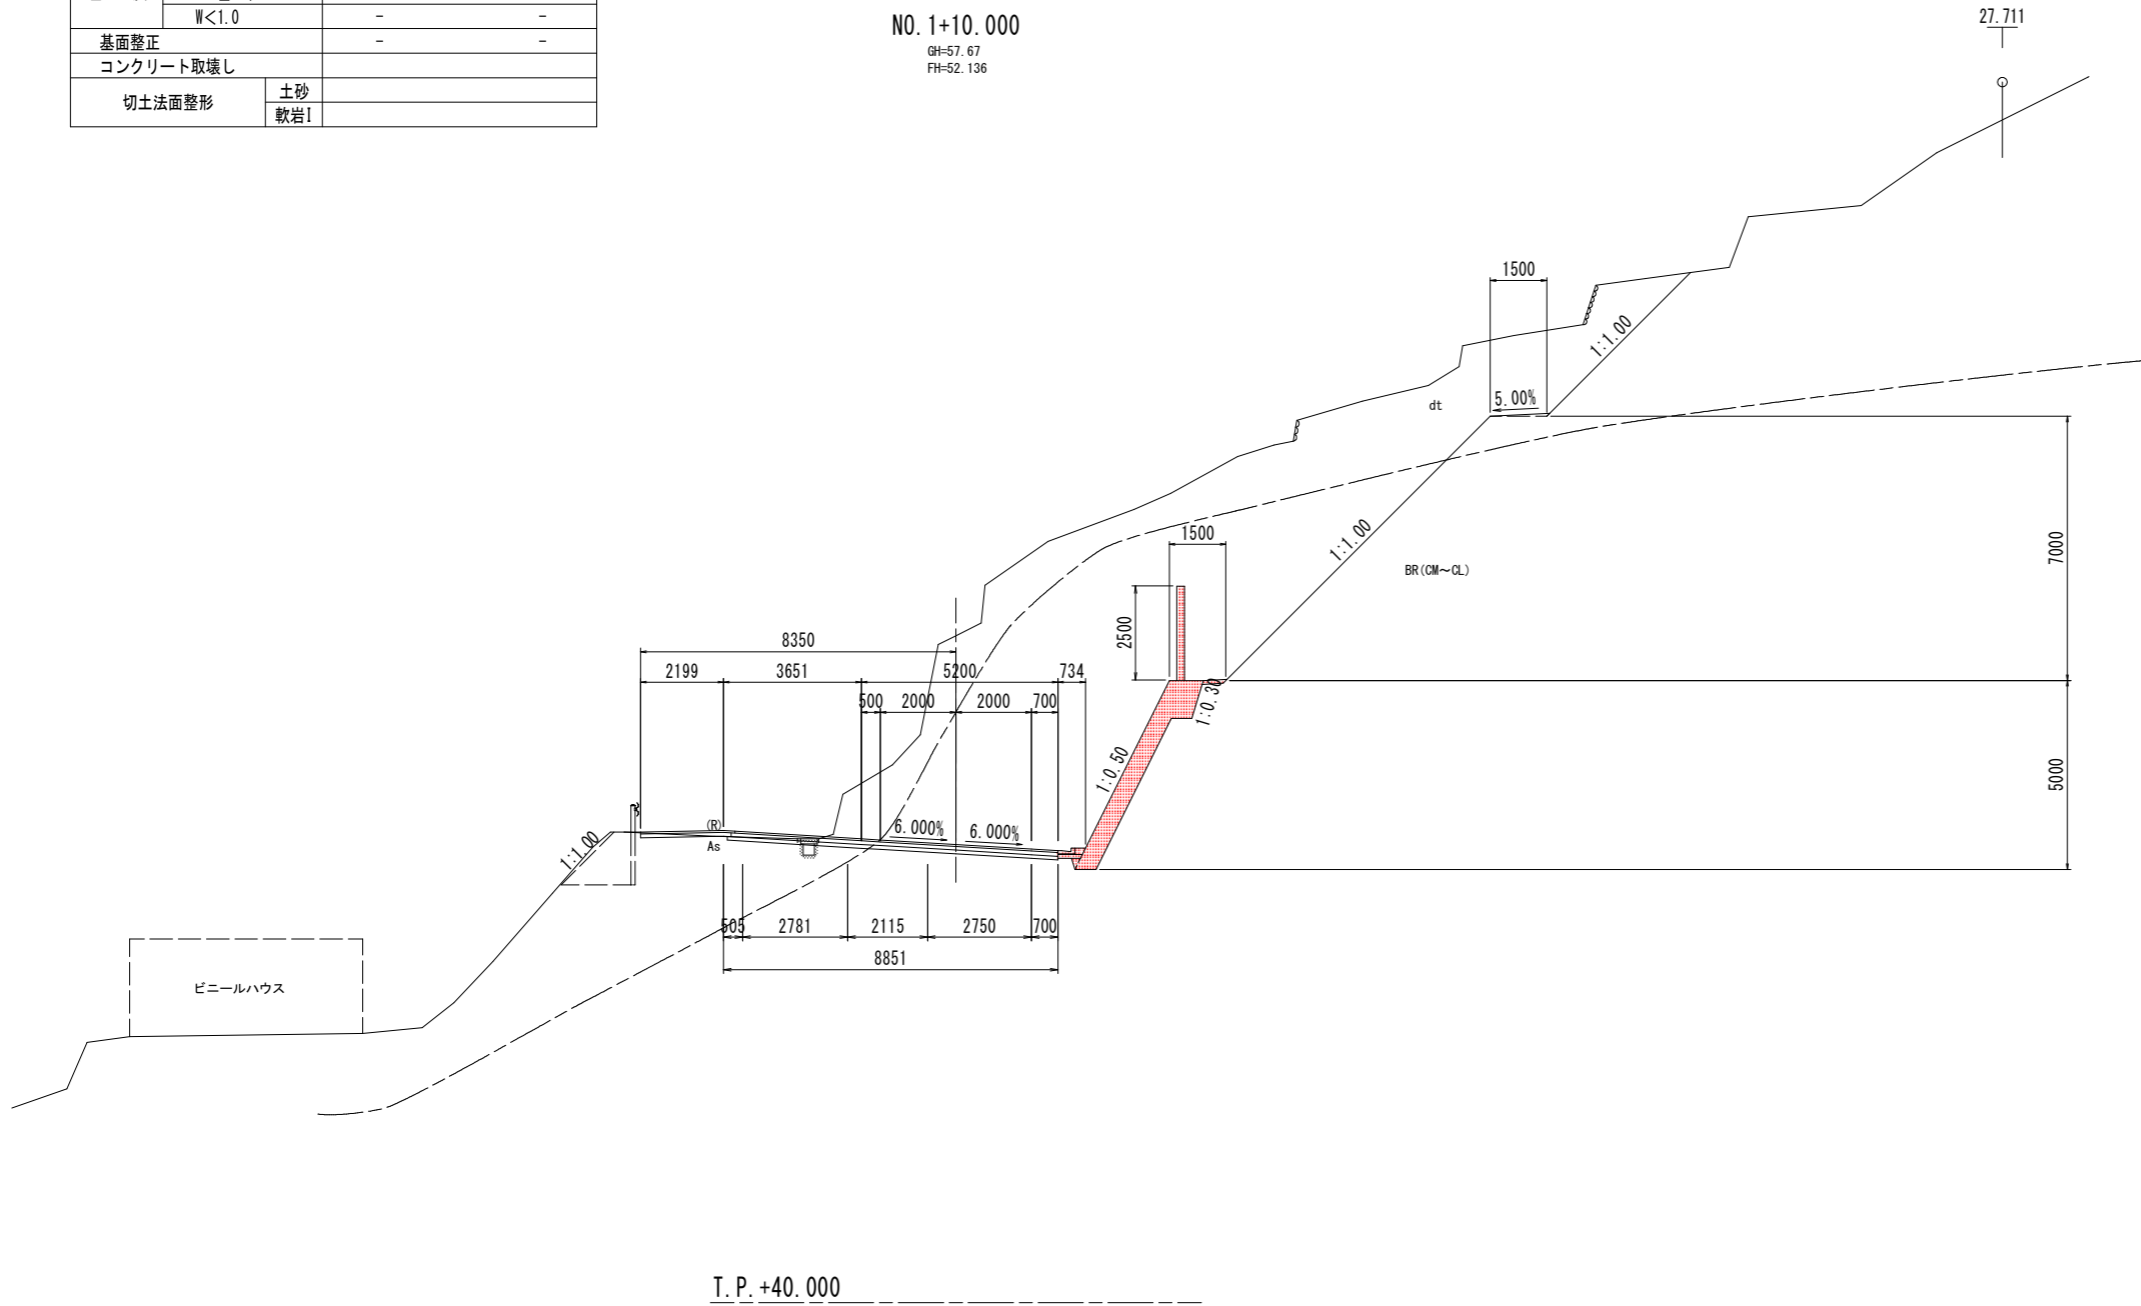 W<1.0 - -
基面整正 - -
コンクリート取壊し
切土法面整形 土砂
軟岩I
NO.1+10.000
GH=57.67
FH=52.136
27.711
1500
1:1.00
5.00%
dt
7000
1500
1:1.00
BR(CM～CL)
2500
8350
2199 3651 5200 734
500 2000 2000 700
1:0.30
1:0.50
5000
(R)
As
6.000% 6.000%
1:1.00
505 2781 2115 2750 700
8851
ビニールハウス
T.P.+40.000